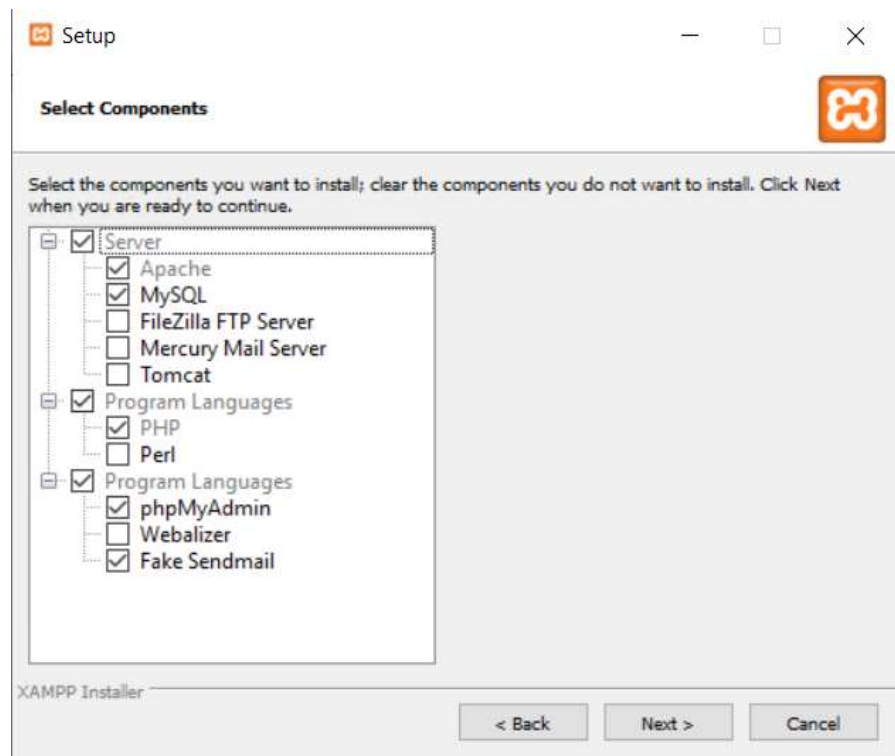 Setup
Select Components
Select the components you want to install; clear the components you do not want to install. Click Next
when you are ready to continue.
Server
Apache
MySQL
FileZilla FTP Server
Mercury Mail Server
Tomcat
Program Languages
PHP
Perl
Program Languages
phpMyAdmin
Webalizer
Fake Sendmail
XAMPP Installer
< Back
Next >
Cancel